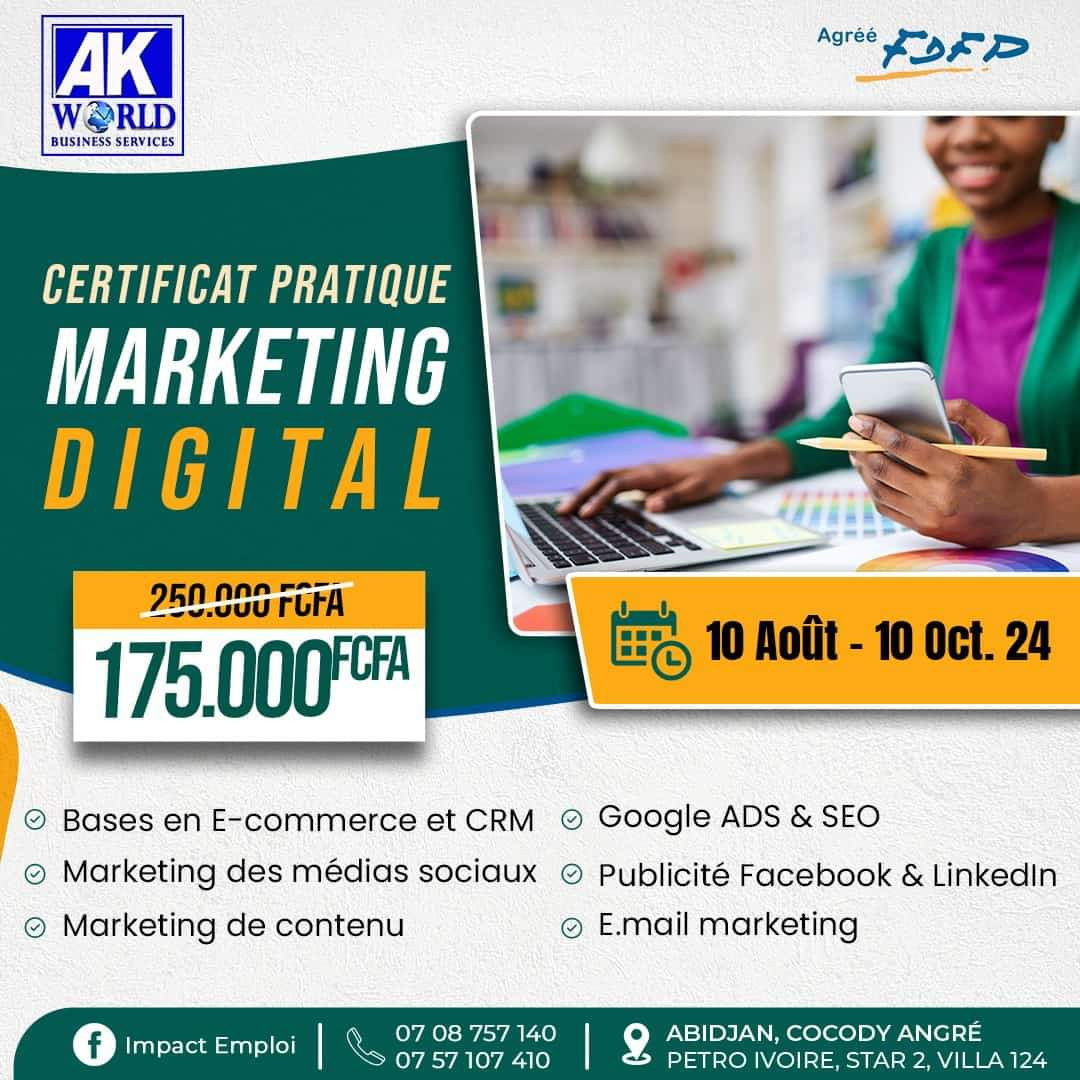 AK
WORLD
BUSINESS SERVICES
Agréé FDFP
CERTIFICAT PRATIQUE
MARKETING
DIGITAL
250.000 FCFA
175.000 FCFA
10 Août - 10 Oct. 24
Bases en E-commerce et CRM
Marketing des médias sociaux
Marketing de contenu
Google ADS & SEO
Publicité Facebook & LinkedIn
E.mail marketing
Impact Emploi
07 08 757 140
07 57 107 410
ABIDJAN, COCODY ANGRÉ
PETRO IVOIRE, STAR 2, VILLA 124